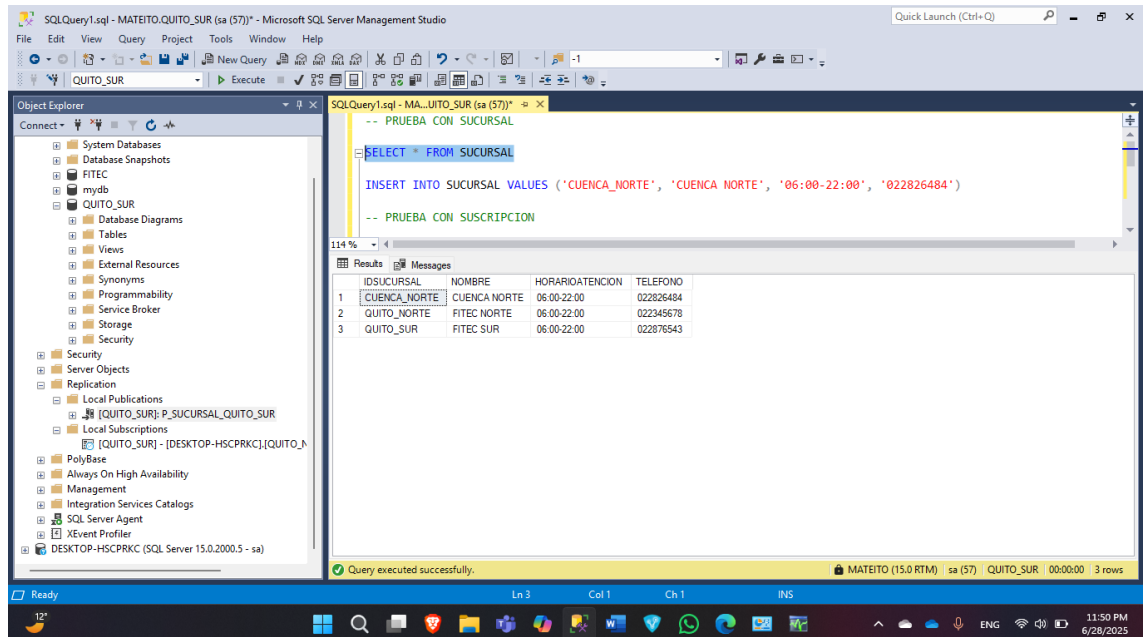 SQLQuery1.sql - MATEITO.QUITO_SUR (sa (57))* - Microsoft SQL Server Management Studio
Quick Launch (Ctrl+Q)
File Edit View Query Project Tools Window Help
New Query MDX DMX XMLA DAX -1
QUITO_SUR Execute
Object Explorer
Connect
System Databases
Database Snapshots
FITEC
mydb
QUITO_SUR
Database Diagrams
Tables
Views
External Resources
Synonyms
Programmability
Service Broker
Storage
Security
Security
Server Objects
Replication
Local Publications
[QUITO_SUR]: P_SUCURSAL_QUITO_SUR
Local Subscriptions
[QUITO_SUR] - [DESKTOP-HSCPRKC].[QUITO_N
PolyBase
Always On High Availability
Management
Integration Services Catalogs
SQL Server Agent
XEvent Profiler
DESKTOP-HSCPRKC (SQL Server 15.0.2000.5 - sa)
SQLQuery1.sql - MA...UITO_SUR (sa (57))*
-- PRUEBA CON SUCURSAL
SELECT * FROM SUCURSAL
INSERT INTO SUCURSAL VALUES ('CUENCA_NORTE', 'CUENCA NORTE', '06:00-22:00', '022826484')
-- PRUEBA CON SUSCRIPCION
114 %
Results Messages
IDSUCURSAL NOMBRE HORARIOATENCION TELEFONO
1 CUENCA_NORTE CUENCA NORTE 06:00-22:00 022826484
2 QUITO_NORTE FITEC NORTE 06:00-22:00 022345678
3 QUITO_SUR FITEC SUR 06:00-22:00 022876543
Query executed successfully.
MATEITO (15.0 RTM) sa (57) QUITO_SUR 00:00:00 3 rows
Ready Ln 3 Col 1 Ch 1 INS
12°
ENG
11:50 PM
6/28/2025